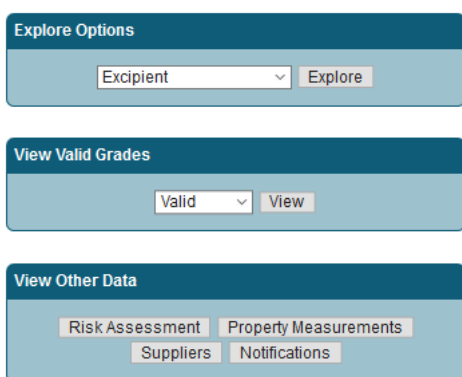 Explore Options
Excipient Explore
View Valid Grades
Valid View
View Other Data
Risk Assessment Property Measurements
Suppliers Notifications